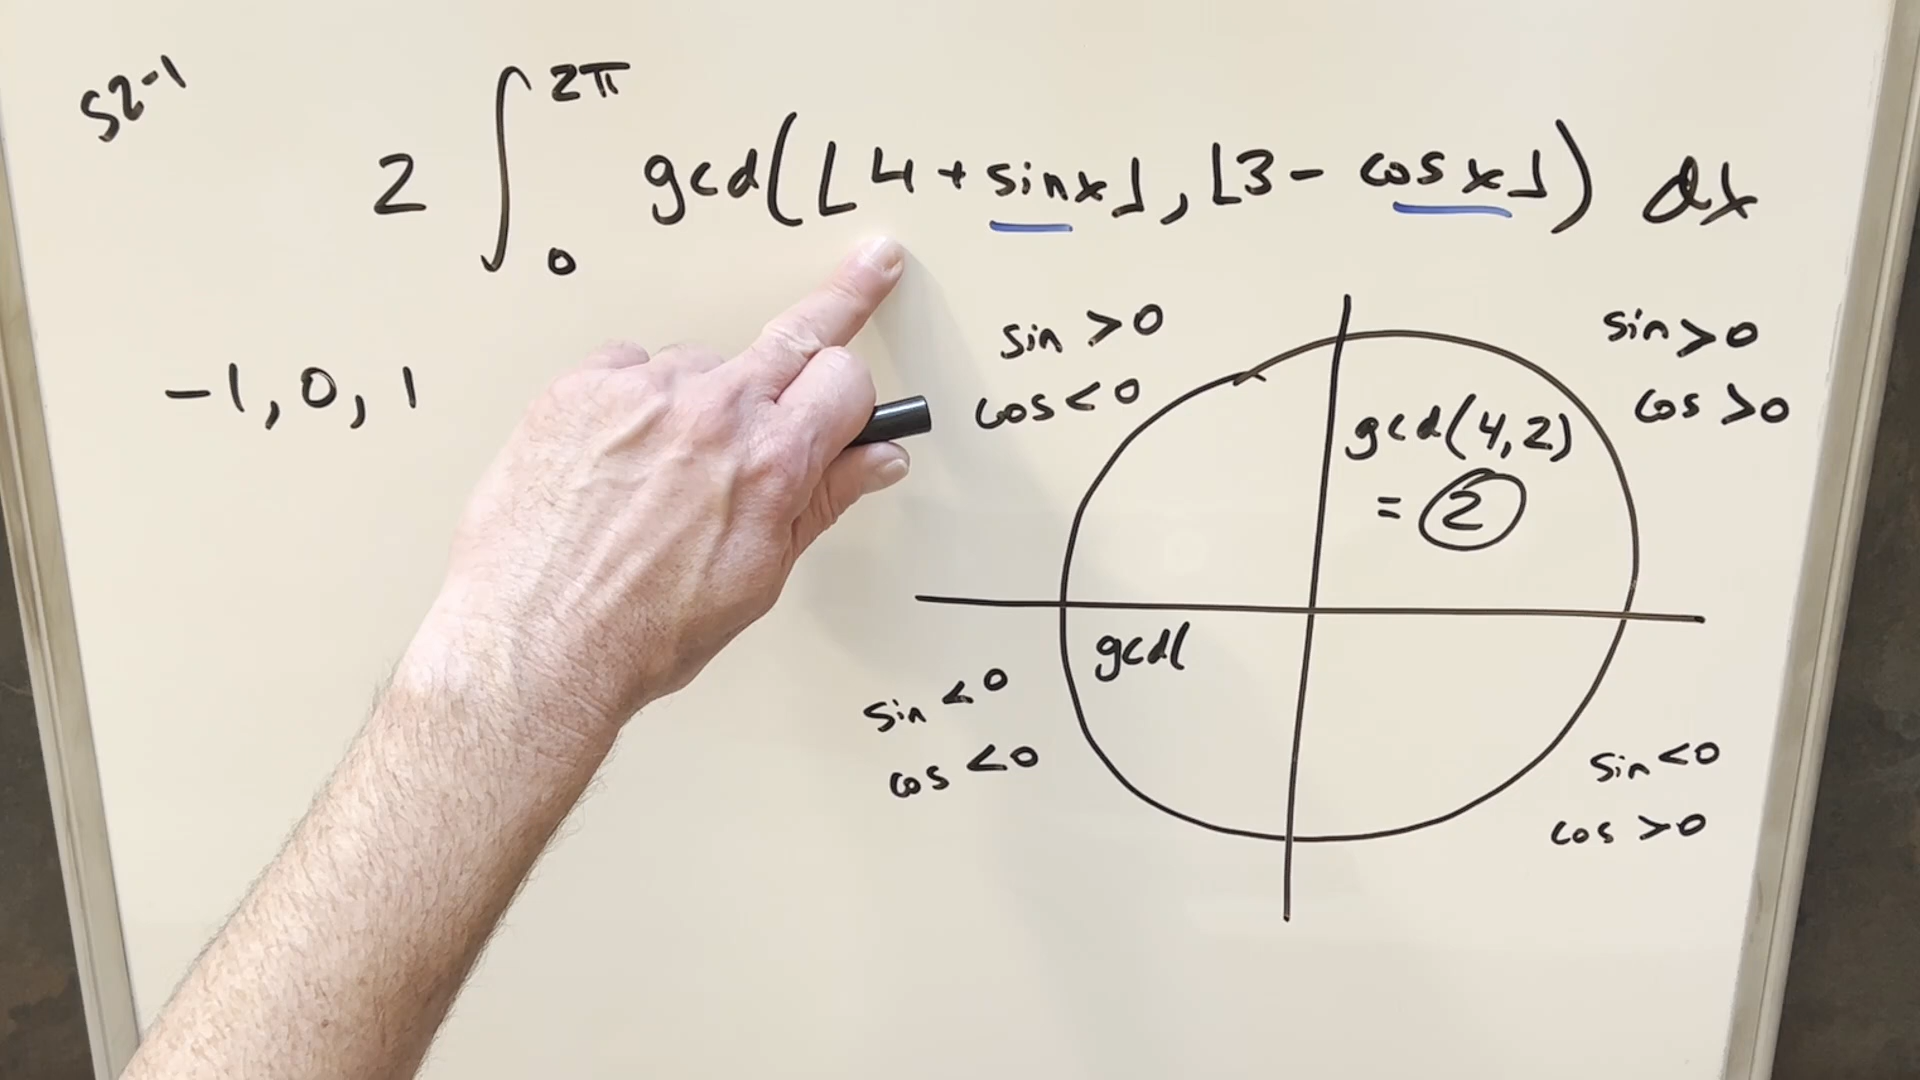 S2-1
2 ∫₀^2π gcd(⌊4 + sin x⌋, ⌊3 - cos x⌋) dx
-1, 0, 1
sin > 0
cos < 0
sin > 0
cos > 0
gcd(4,2)
= 2
gcd(
sin < 0
cos < 0
sin < 0
cos > 0